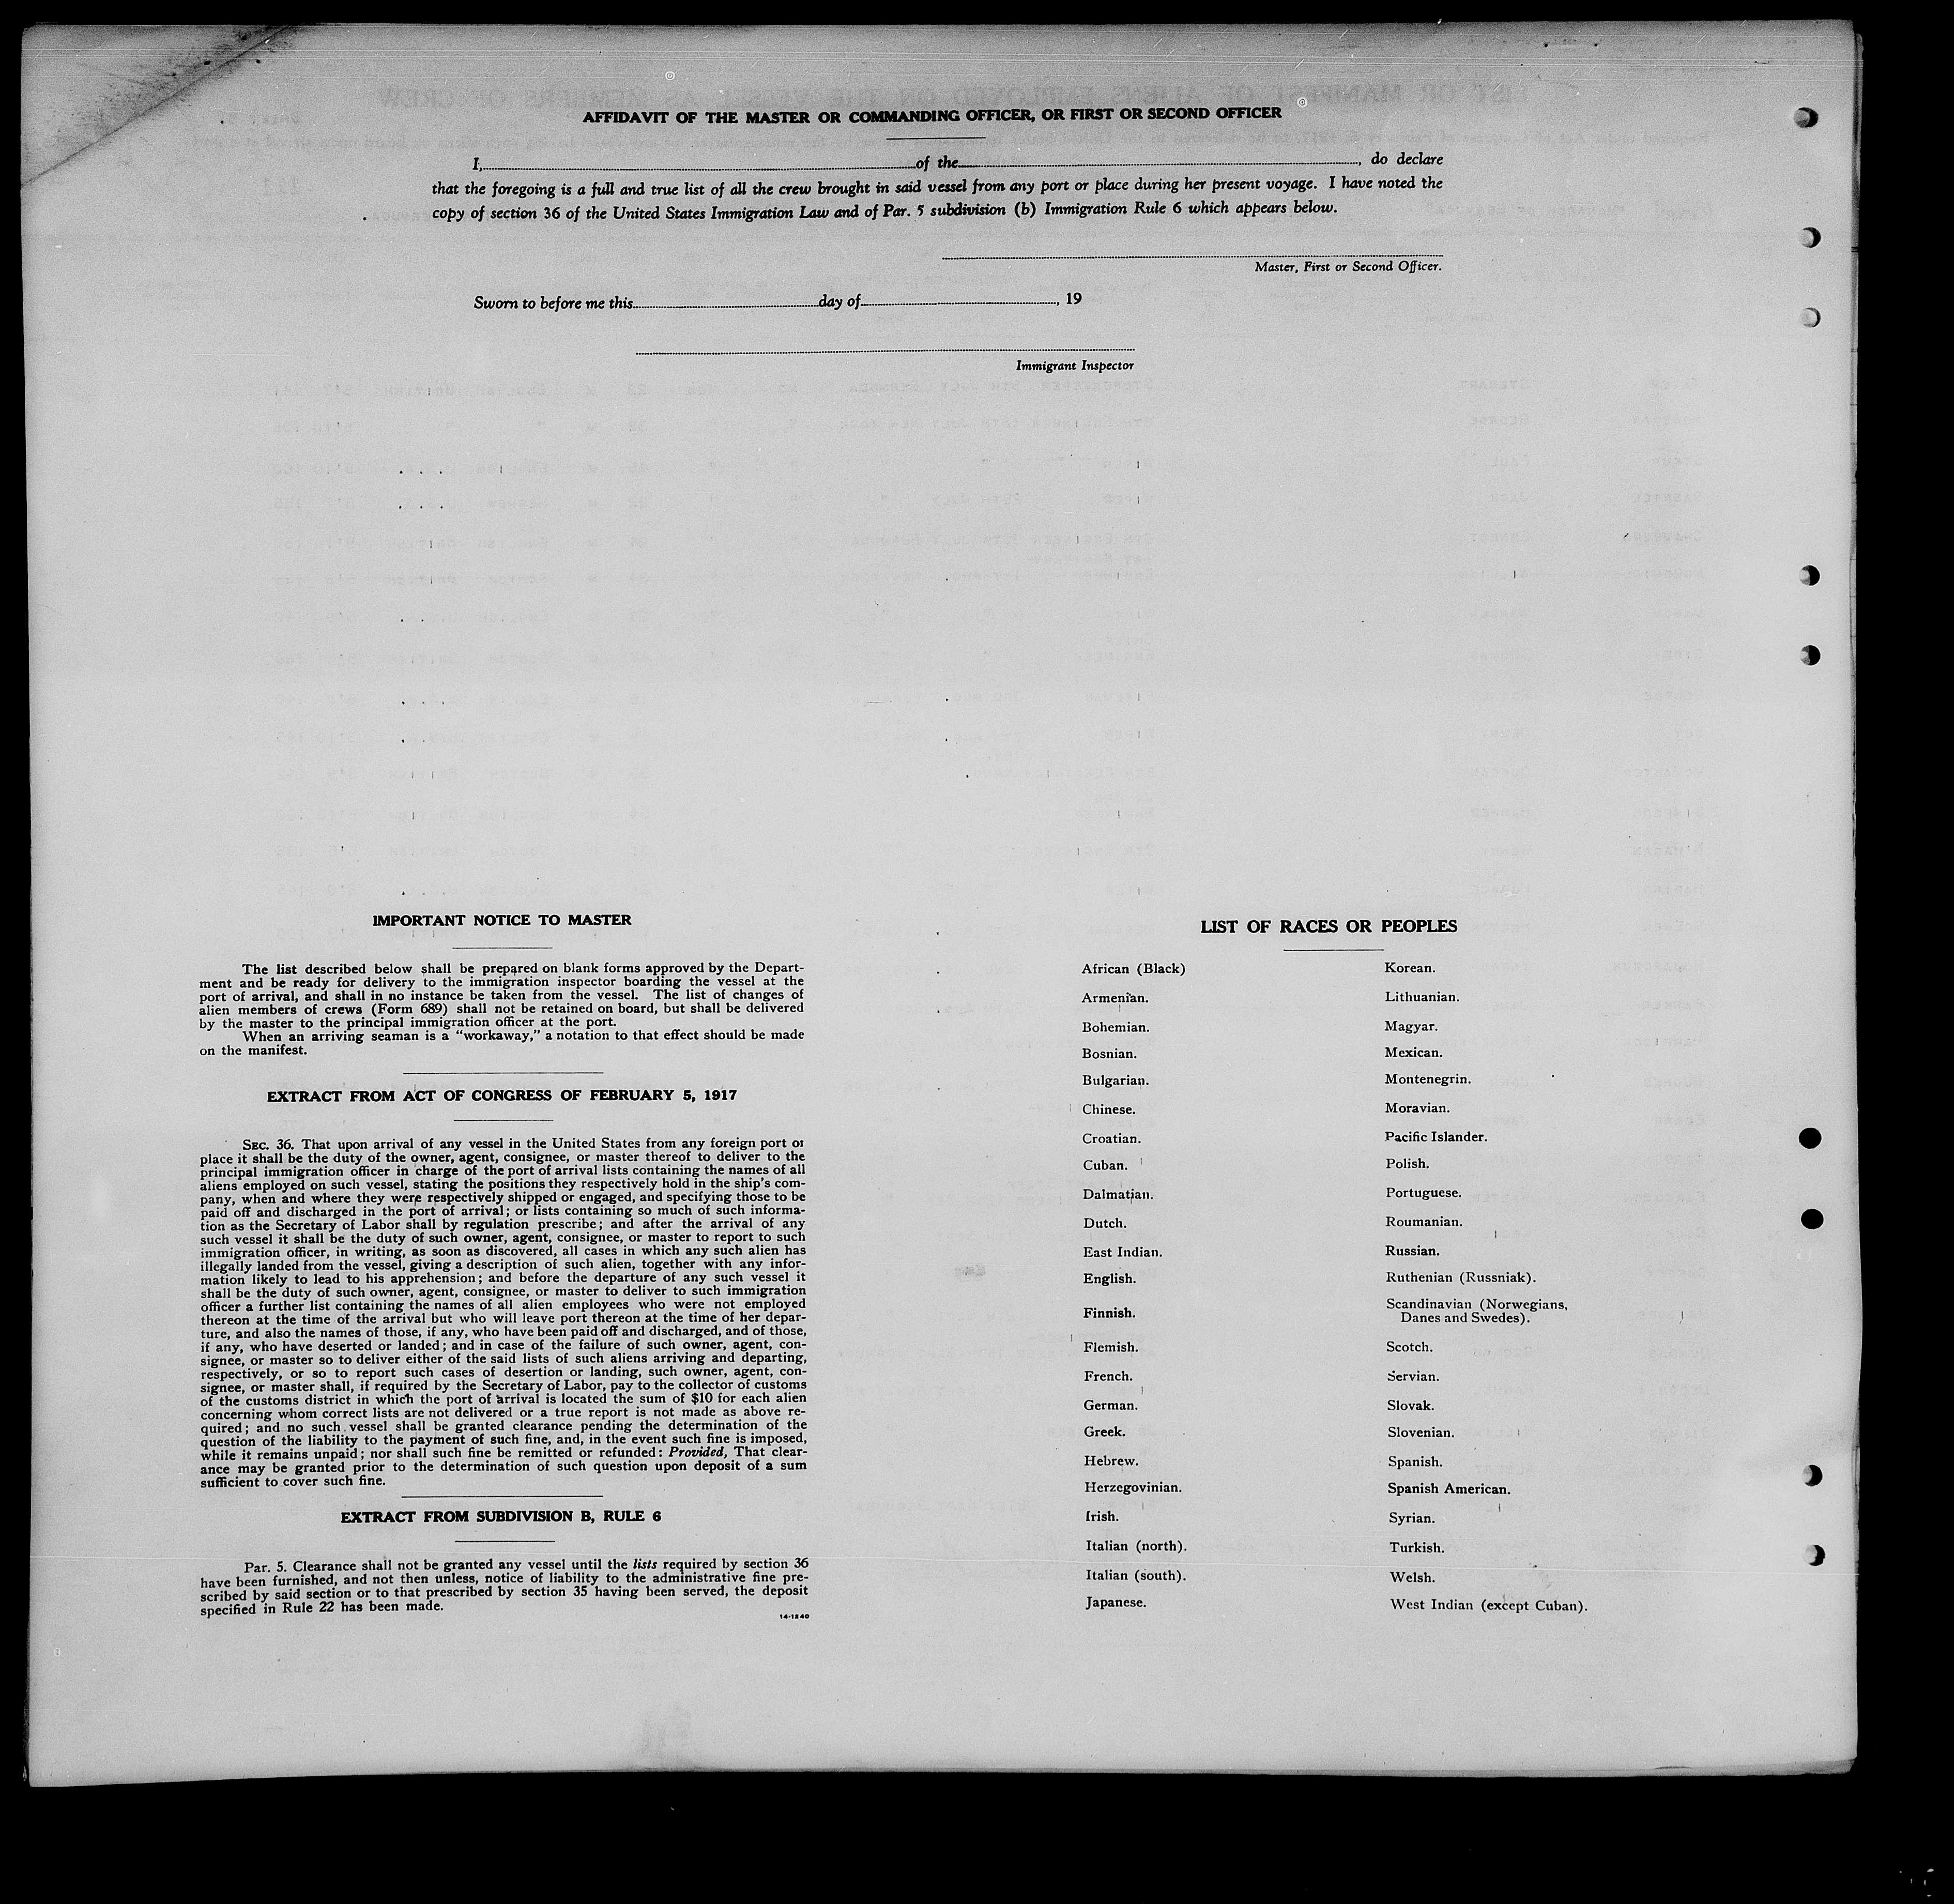 AFFIDAVIT OF THE MASTER OR COMMANDING OFFICER, OR FIRST OR SECOND OFFICER
I, of the , do declare
that the foregoing is a full and true list of all the crew brought in said vessel from any port or place during her present voyage. I have noted the
copy of section 36 of the United States Immigration Law and of Par. 5 subdivision (b) Immigration Rule 6 which appears below.
Master, First or Second Officer.
Sworn to before me this day of , 19
Immigrant Inspector
IMPORTANT NOTICE TO MASTER
The list described below shall be prepared on blank forms approved by the Depart-
ment and be ready for delivery to the immigration inspector boarding the vessel at the
port of arrival, and shall in no instance be taken from the vessel. The list of changes of
alien members of crews (Form 689) shall not be retained on board, but shall be delivered
by the master to the principal immigration officer at the port.
When an arriving seaman is a "workaway," a notation to that effect should be made
on the manifest.
EXTRACT FROM ACT OF CONGRESS OF FEBRUARY 5, 1917
SEC. 36. That upon arrival of any vessel in the United States from any foreign port or
place it shall be the duty of the owner, agent, consignee, or master thereof to deliver to the
principal immigration officer in charge of the port of arrival lists containing the names of all
aliens employed on such vessel, stating the positions they respectively hold in the ship's com-
pany, when and where they were respectively shipped or engaged, and specifying those to be
paid off and discharged in the port of arrival; or lists containing so much of such informa-
tion as the Secretary of Labor shall by regulation prescribe; and after the arrival of any
such vessel it shall be the duty of such owner, agent, consignee, or master to report to such
immigration officer, in writing, as soon as discovered, all cases in which any such alien has
illegally landed from the vessel, giving a description of such alien, together with any infor-
mation likely to lead to his apprehension; and before the departure of any such vessel it
shall be the duty of such owner, agent, consignee, or master to deliver to such immigration
officer a further list containing the names of all alien employees who were not employed
thereon at the time of the arrival but who will leave port thereon at the time of her depar-
ture, and also the names of those, if any, who have been paid off and discharged, and of those,
if any, who have deserted or landed; and in case of the failure of such owner, agent, con-
signee, or master so to deliver either of the said lists of such aliens arriving and departing,
respectively, or so to report such cases of desertion or landing, such owner, agent, con-
signee, or master shall, if required by the Secretary of Labor, pay to the collector of customs
of the customs district in which the port of arrival is located the sum of $10 for each alien
concerning whom correct lists are not delivered or a true report is not made as above re-
quired; and no such vessel shall be granted clearance pending the determination of the
question of the liability to the payment of such fine, and, in the event such fine is imposed,
while it remains unpaid; nor shall such fine be remitted or refunded: Provided, That clear-
ance may be granted prior to the determination of such question upon deposit of a sum
sufficient to cover such fine.
EXTRACT FROM SUBDIVISION B, RULE 6
Par. 5. Clearance shall not be granted any vessel until the lists required by section 36
have been furnished, and not then unless, notice of liability to the administrative fine pre-
scribed by said section or to that prescribed by section 35 having been served, the deposit
specified in Rule 22 has been made.
14-1240
LIST OF RACES OR PEOPLES
African (Black)
Armenian.
Bohemian.
Bosnian.
Bulgarian.
Chinese.
Croatian.
Cuban.
Dalmatian.
Dutch.
East Indian.
English.
Finnish.
Flemish.
French.
German.
Greek.
Hebrew.
Herzegovinian.
Irish.
Italian (north).
Italian (south).
Japanese.
Korean.
Lithuanian.
Magyar.
Mexican.
Montenegrin.
Moravian.
Pacific Islander.
Polish.
Portuguese.
Roumanian.
Russian.
Ruthenian (Russniak).
Scandinavian (Norwegians,
Danes and Swedes).
Scotch.
Servian.
Slovak.
Slovenian.
Spanish.
Spanish American.
Syrian.
Turkish.
Welsh.
West Indian (except Cuban).